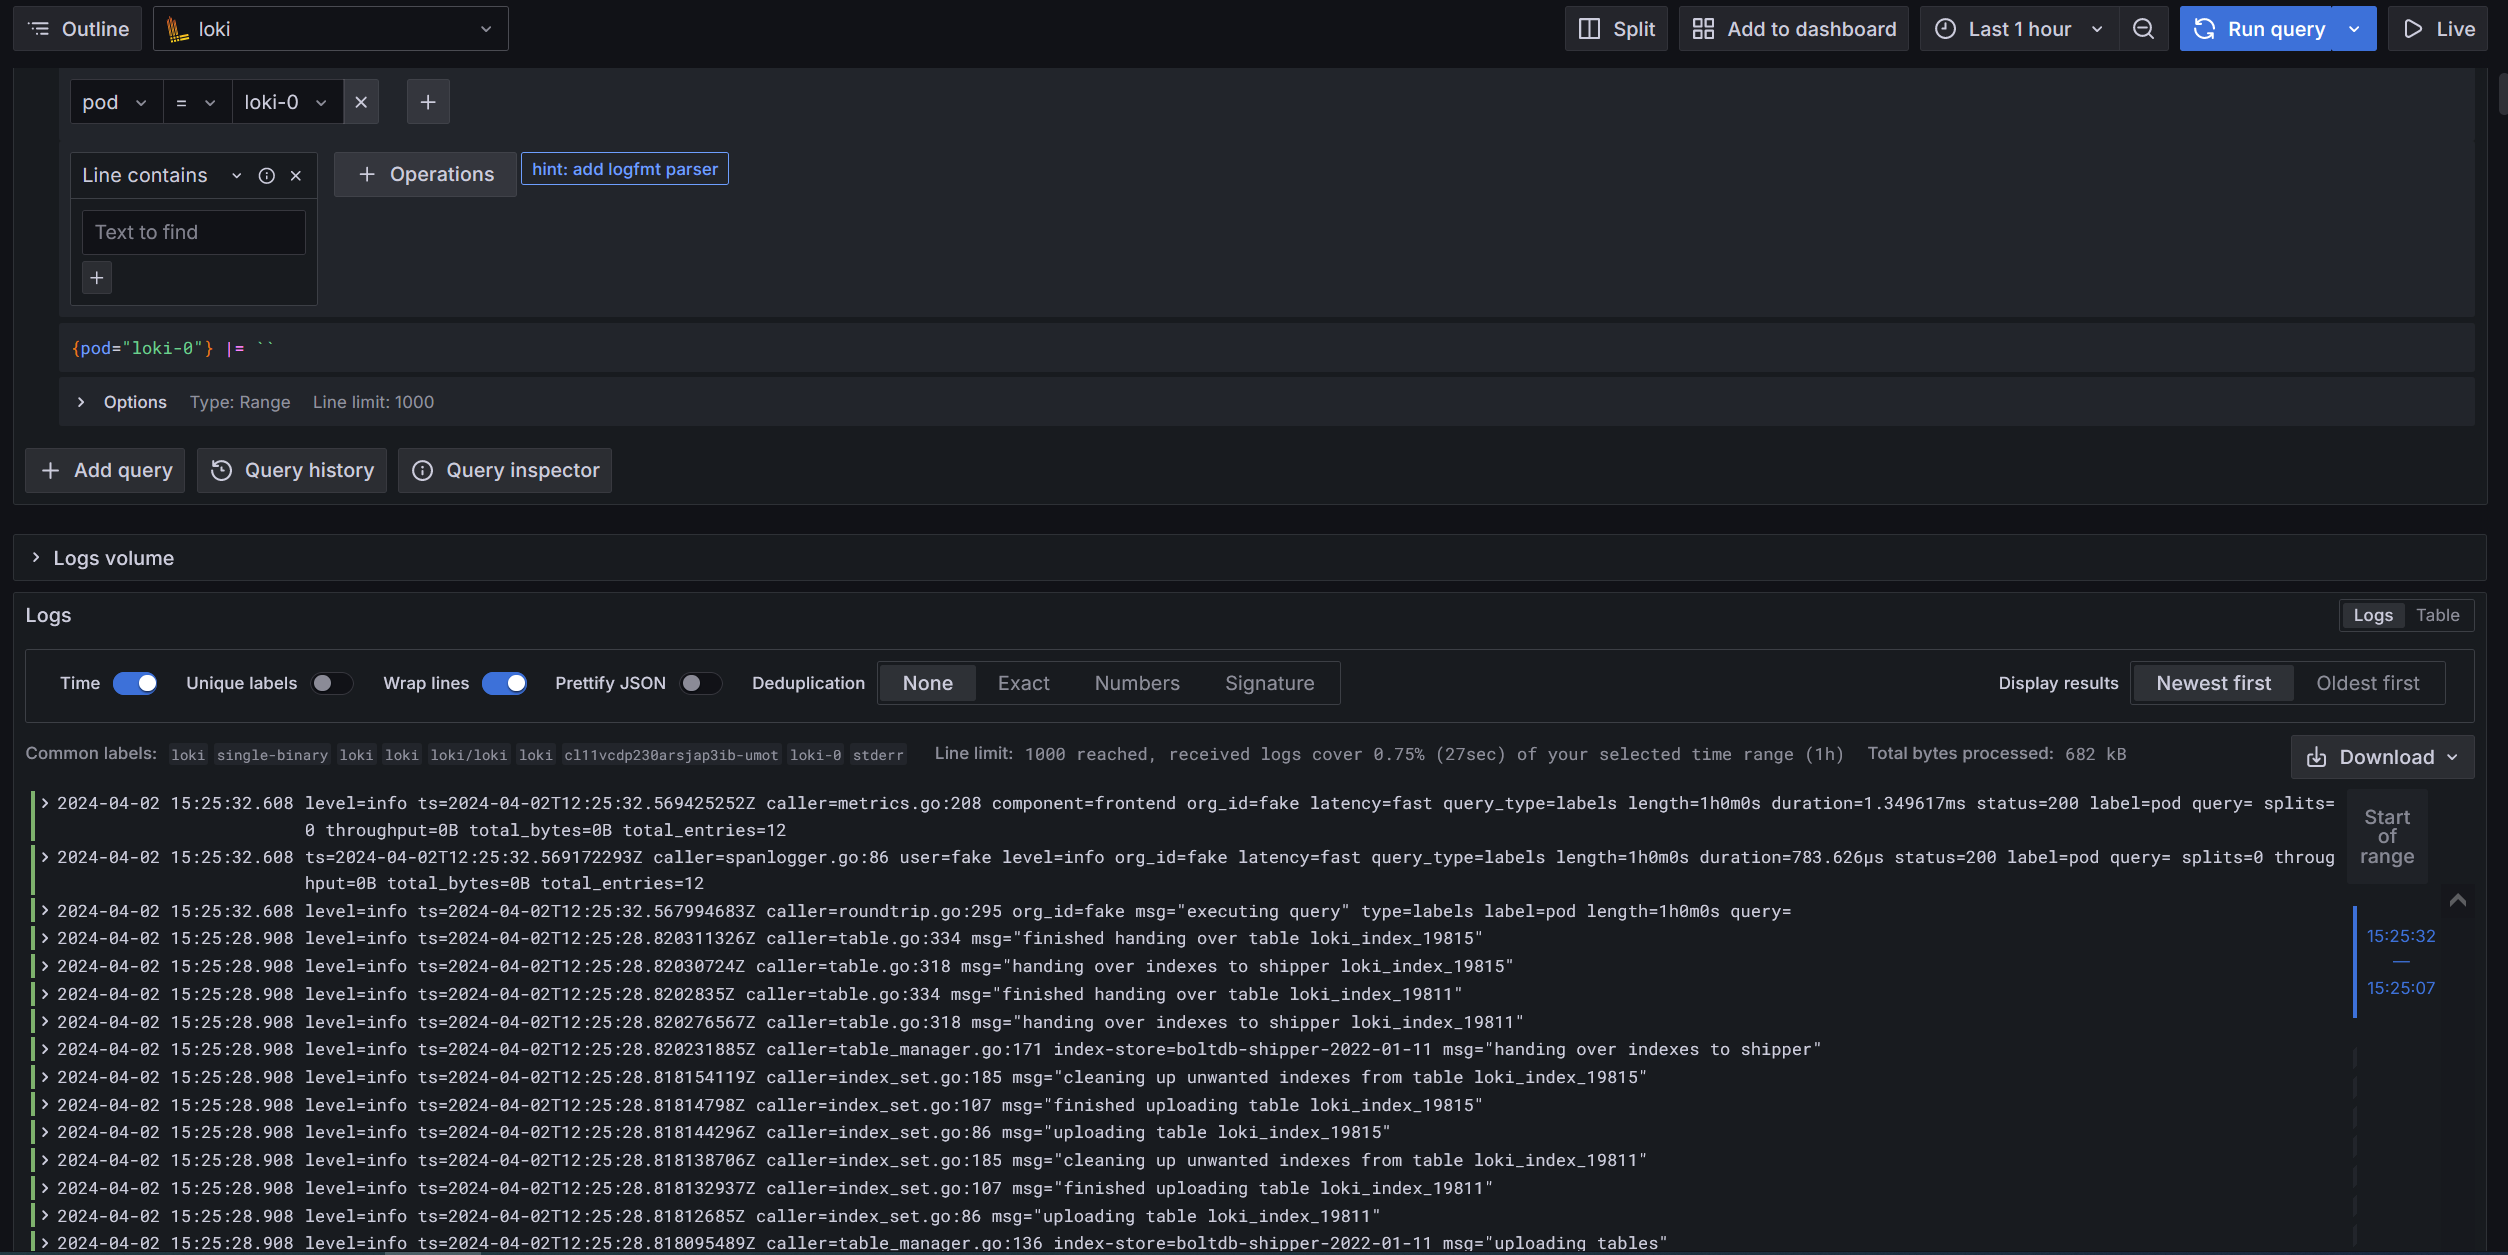 Outline loki Split Add to dashboard Last 1 hour Run query Live
pod = loki-0
Line contains Operations hint: add logfmt parser
Text to find
{pod="loki-0"} |= ``
Options Type: Range Line limit: 1000
Add query Query history Query inspector
Logs volume
Logs Logs Table
Time Unique labels Wrap lines Prettify JSON Deduplication None Exact Numbers Signature Display results Newest first Oldest first
Common labels: loki single-binary loki loki loki/loki loki cl11vcdp230arsjap3ib-umot loki-0 stderr Line limit: 1000 reached, received logs cover 0.75% (27sec) of your selected time range (1h) Total bytes processed: 682 kB Download
2024-04-02 15:25:32.608 level=info ts=2024-04-02T12:25:32.569425252Z caller=metrics.go:208 component=frontend org_id=fake latency=fast query_type=labels length=1h0m0s duration=1.349617ms status=200 label=pod query= splits=
0 throughput=0B total_bytes=0B total_entries=12
2024-04-02 15:25:32.608 ts=2024-04-02T12:25:32.569172293Z caller=spanlogger.go:86 user=fake level=info org_id=fake latency=fast query_type=labels length=1h0m0s duration=783.626µs status=200 label=pod query= splits=0 throug
hput=0B total_bytes=0B total_entries=12
2024-04-02 15:25:32.608 level=info ts=2024-04-02T12:25:32.567994683Z caller=roundtrip.go:295 org_id=fake msg="executing query" type=labels label=pod length=1h0m0s query=
2024-04-02 15:25:28.908 level=info ts=2024-04-02T12:25:28.820311326Z caller=table.go:334 msg="finished handing over table loki_index_19815"
2024-04-02 15:25:28.908 level=info ts=2024-04-02T12:25:28.82030724Z caller=table.go:318 msg="handing over indexes to shipper loki_index_19815"
2024-04-02 15:25:28.908 level=info ts=2024-04-02T12:25:28.8202835Z caller=table.go:334 msg="finished handing over table loki_index_19811"
2024-04-02 15:25:28.908 level=info ts=2024-04-02T12:25:28.820276567Z caller=table.go:318 msg="handing over indexes to shipper loki_index_19811"
2024-04-02 15:25:28.908 level=info ts=2024-04-02T12:25:28.820231885Z caller=table_manager.go:171 index-store=boltdb-shipper-2022-01-11 msg="handing over indexes to shipper"
2024-04-02 15:25:28.908 level=info ts=2024-04-02T12:25:28.818154119Z caller=index_set.go:185 msg="cleaning up unwanted indexes from table loki_index_19815"
2024-04-02 15:25:28.908 level=info ts=2024-04-02T12:25:28.81814798Z caller=index_set.go:107 msg="finished uploading table loki_index_19815"
2024-04-02 15:25:28.908 level=info ts=2024-04-02T12:25:28.818144296Z caller=index_set.go:86 msg="uploading table loki_index_19815"
2024-04-02 15:25:28.908 level=info ts=2024-04-02T12:25:28.818138706Z caller=index_set.go:185 msg="cleaning up unwanted indexes from table loki_index_19811"
2024-04-02 15:25:28.908 level=info ts=2024-04-02T12:25:28.818132937Z caller=index_set.go:107 msg="finished uploading table loki_index_19811"
2024-04-02 15:25:28.908 level=info ts=2024-04-02T12:25:28.81812685Z caller=index_set.go:86 msg="uploading table loki_index_19811"
2024-04-02 15:25:28.908 level=info ts=2024-04-02T12:25:28.818095489Z caller=table_manager.go:136 index-store=boltdb-shipper-2022-01-11 msg="uploading tables"
Start
of
range
15:25:32
—
15:25:07